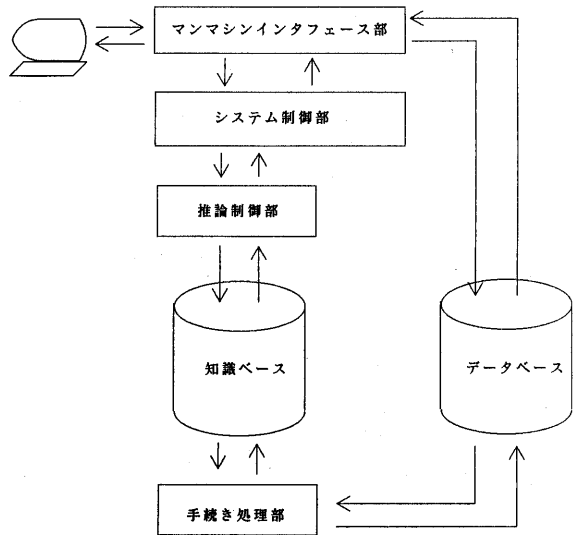 マンマシンインタフェース部
システム制御部
推論制御部
知識ベース
データベース
手続き処理部